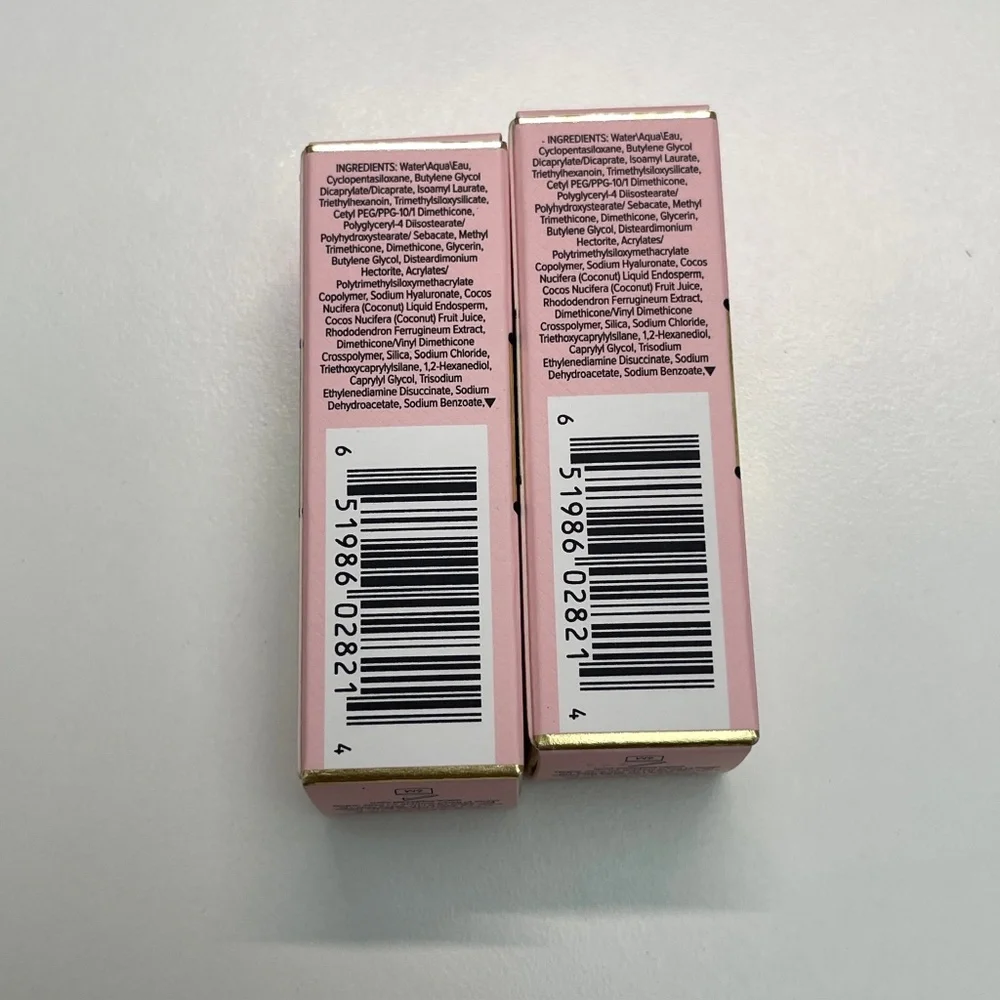 INGREDIENTS: Water\Aqua\Eau,
Cyclopentasiloxane, Butylene Glycol
Dicaprylate/Dicaprate, Isoamyl Laurate,
Triethylhexanoin, Trimethylsiloxysilicate,
Cetyl PEG/PPG-10/1 Dimethicone,
Polyglyceryl-4 Diisostearate/
Polyhydroxystearate/ Sebacate, Methyl
Trimethicone, Dimethicone, Glycerin,
Butylene Glycol, Disteardimonium
Hectorite, Acrylates/
Polytrimethylsiloxymethacrylate
Copolymer, Sodium Hyaluronate, Cocos
Nucifera (Coconut) Liquid Endosperm,
Cocos Nucifera (Coconut) Fruit Juice,
Rhododendron Ferrugineum Extract,
Dimethicone/Vinyl Dimethicone
Crosspolymer, Silica, Sodium Chloride,
Triethoxycaprylylsilane, 1,2-Hexanediol,
Caprylyl Glycol, Trisodium
Ethylenediamine Disuccinate, Sodium
Dehydroacetate, Sodium Benzoate,▼
6 51986 02821 4
INGREDIENTS: Water\Aqua\Eau,
Cyclopentasiloxane, Butylene Glycol
Dicaprylate/Dicaprate, Isoamyl Laurate,
Triethylhexanoin, Trimethylsiloxysilicate,
Cetyl PEG/PPG-10/1 Dimethicone,
Polyglyceryl-4 Diisostearate/
Polyhydroxystearate/ Sebacate, Methyl
Trimethicone, Dimethicone, Glycerin,
Butylene Glycol, Disteardimonium
Hectorite, Acrylates/
Polytrimethylsiloxymethacrylate
Copolymer, Sodium Hyaluronate, Cocos
Nucifera (Coconut) Liquid Endosperm,
Cocos Nucifera (Coconut) Fruit Juice,
Rhododendron Ferrugineum Extract,
Dimethicone/Vinyl Dimethicone
Crosspolymer, Silica, Sodium Chloride,
Triethoxycaprylylsilane, 1,2-Hexanediol,
Caprylyl Glycol, Trisodium
Ethylenediamine Disuccinate, Sodium
Dehydroacetate, Sodium Benzoate,▼
6 51986 02821 4